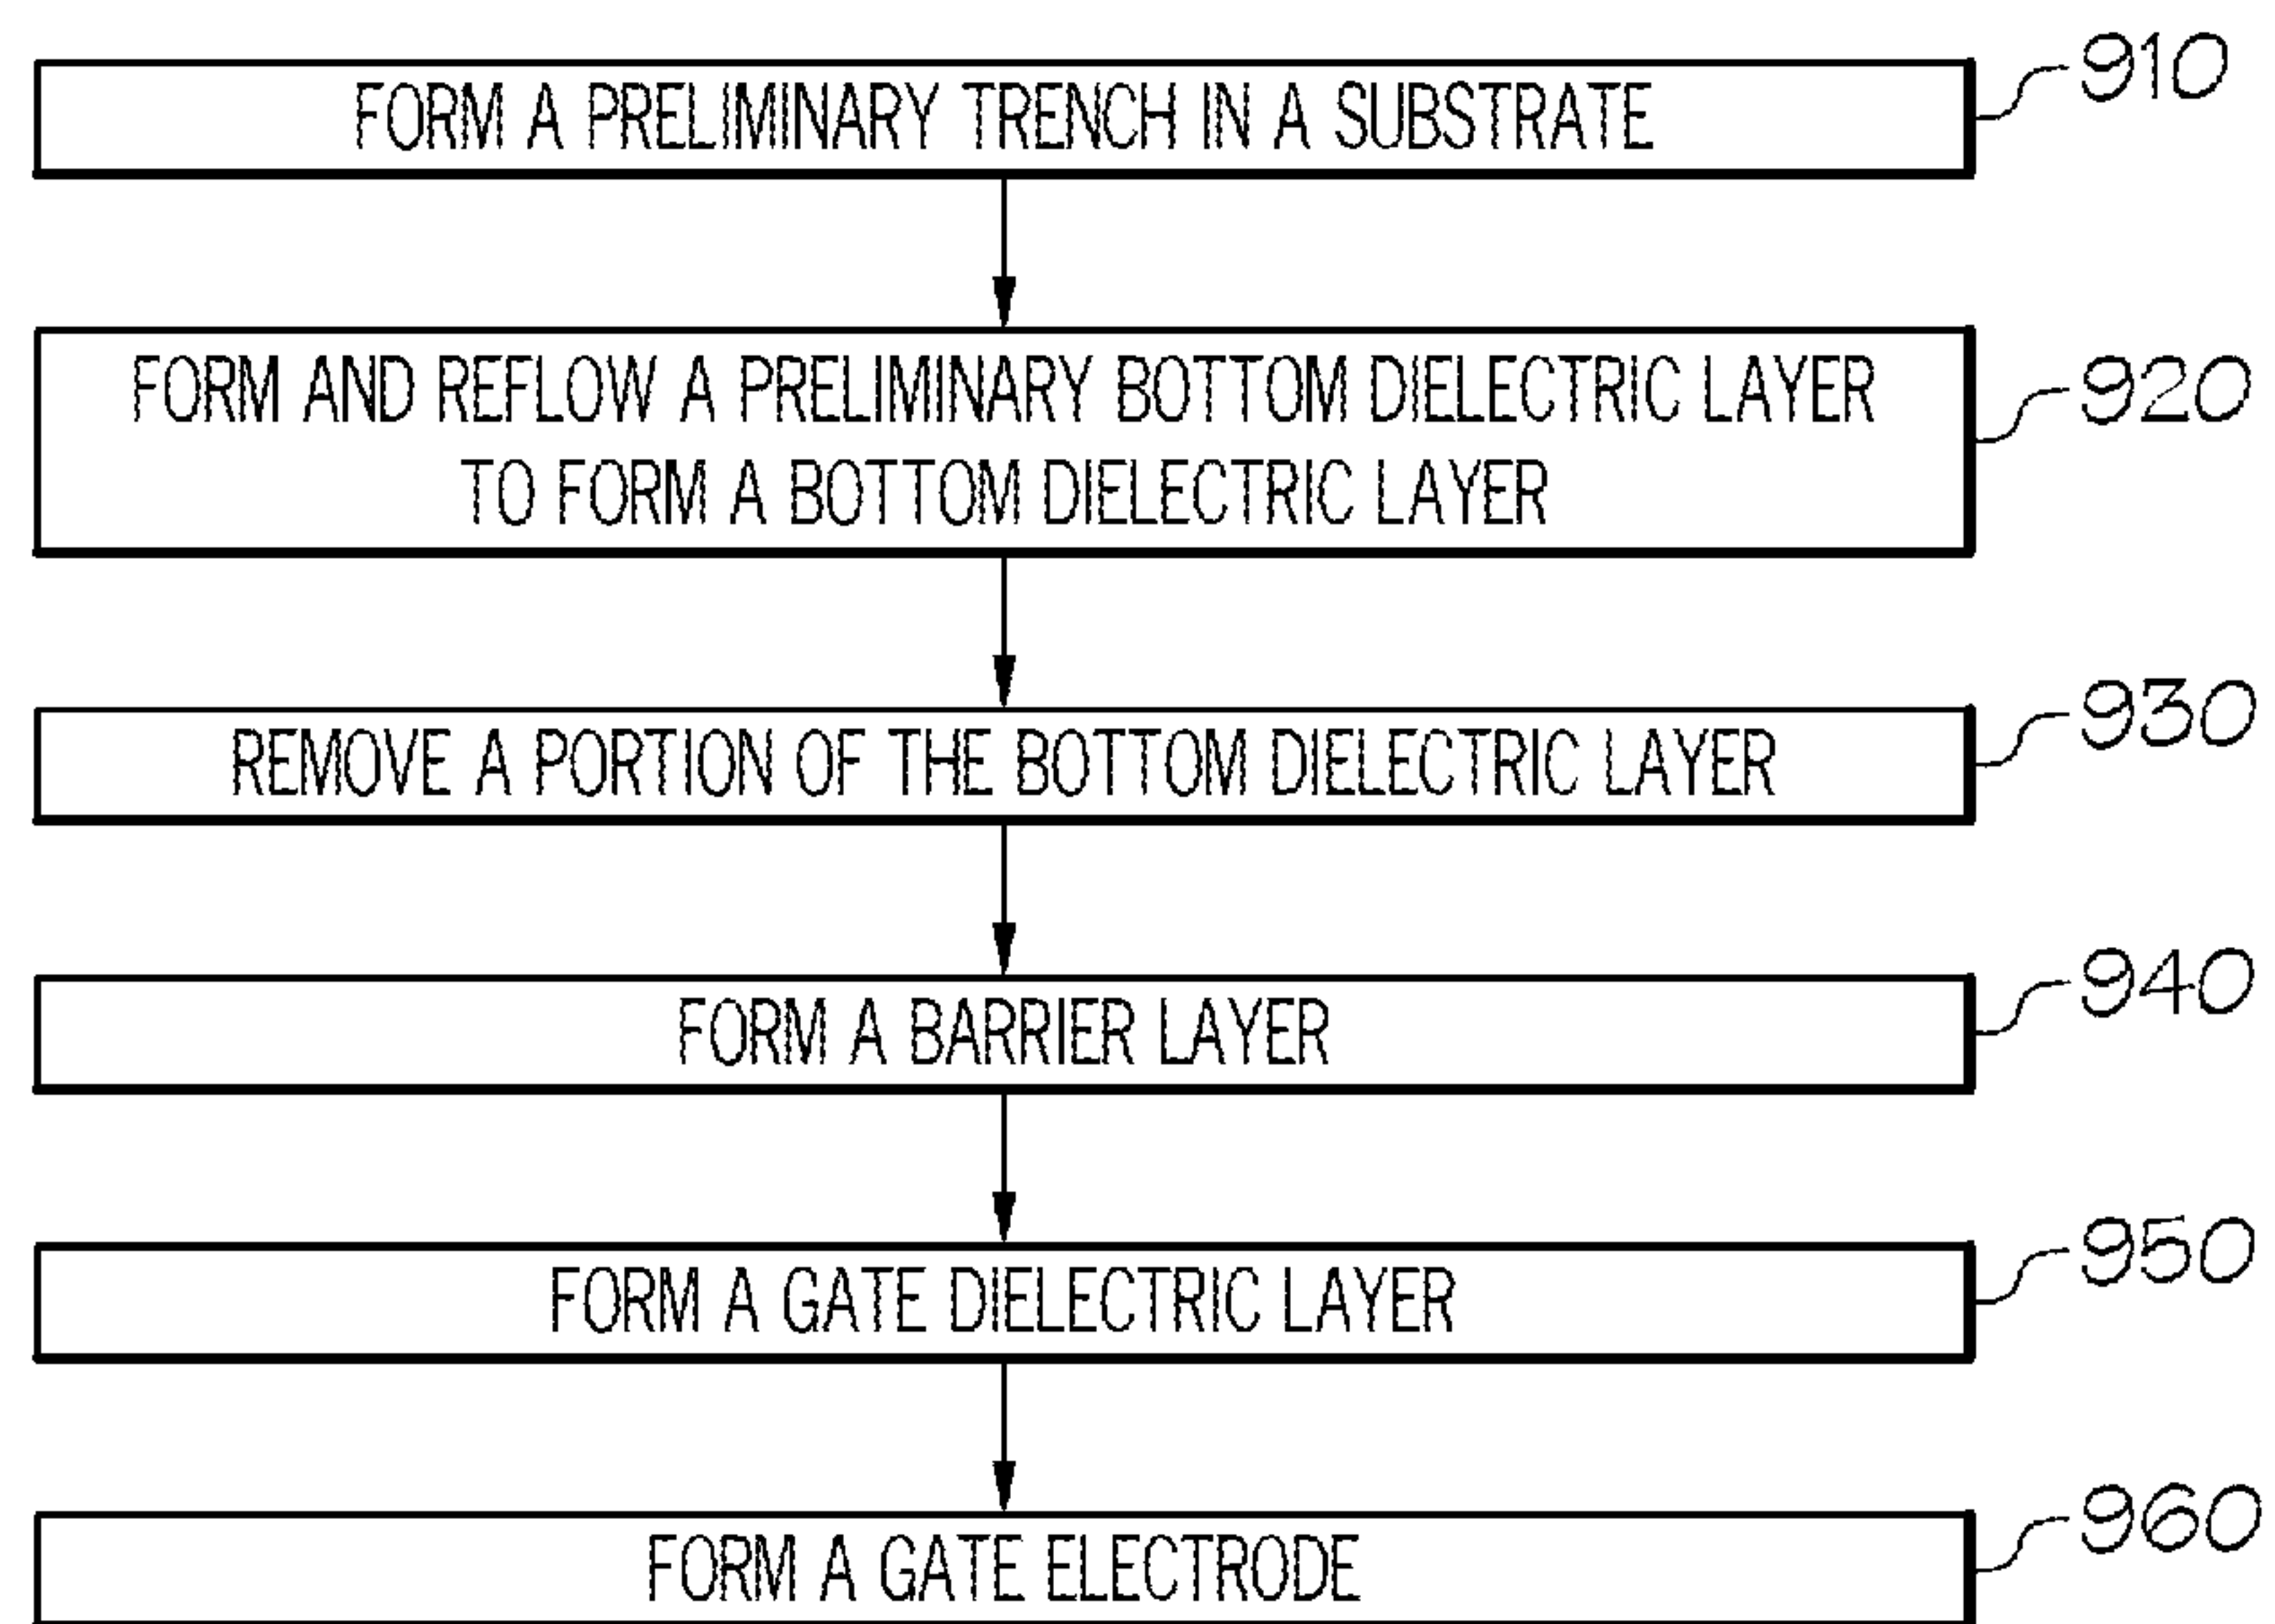 FORM A PRELIMINARY TRENCH IN A SUBSTRATE
910
FORM AND REFLOW A PRELIMINARY BOTTOM DIELECTRIC LAYER
TO FORM A BOTTOM DIELECTRIC LAYER
920
REMOVE A PORTION OF THE BOTTOM DIELECTRIC LAYER
930
FORM A BARRIER LAYER
940
FORM A GATE DIELECTRIC LAYER
950
FORM A GATE ELECTRODE
960